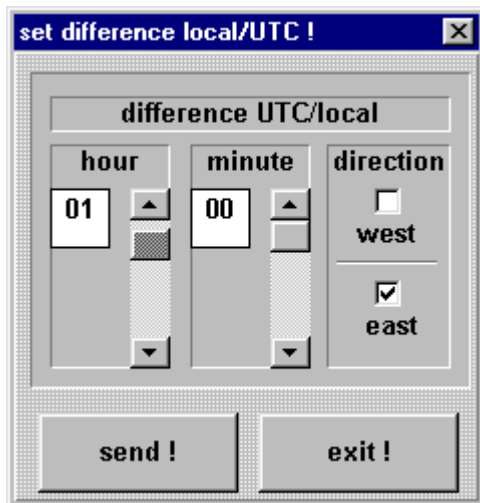 set difference local/UTC !
difference UTC/local
hour minute direction
01 00
west
east
send ! exit !